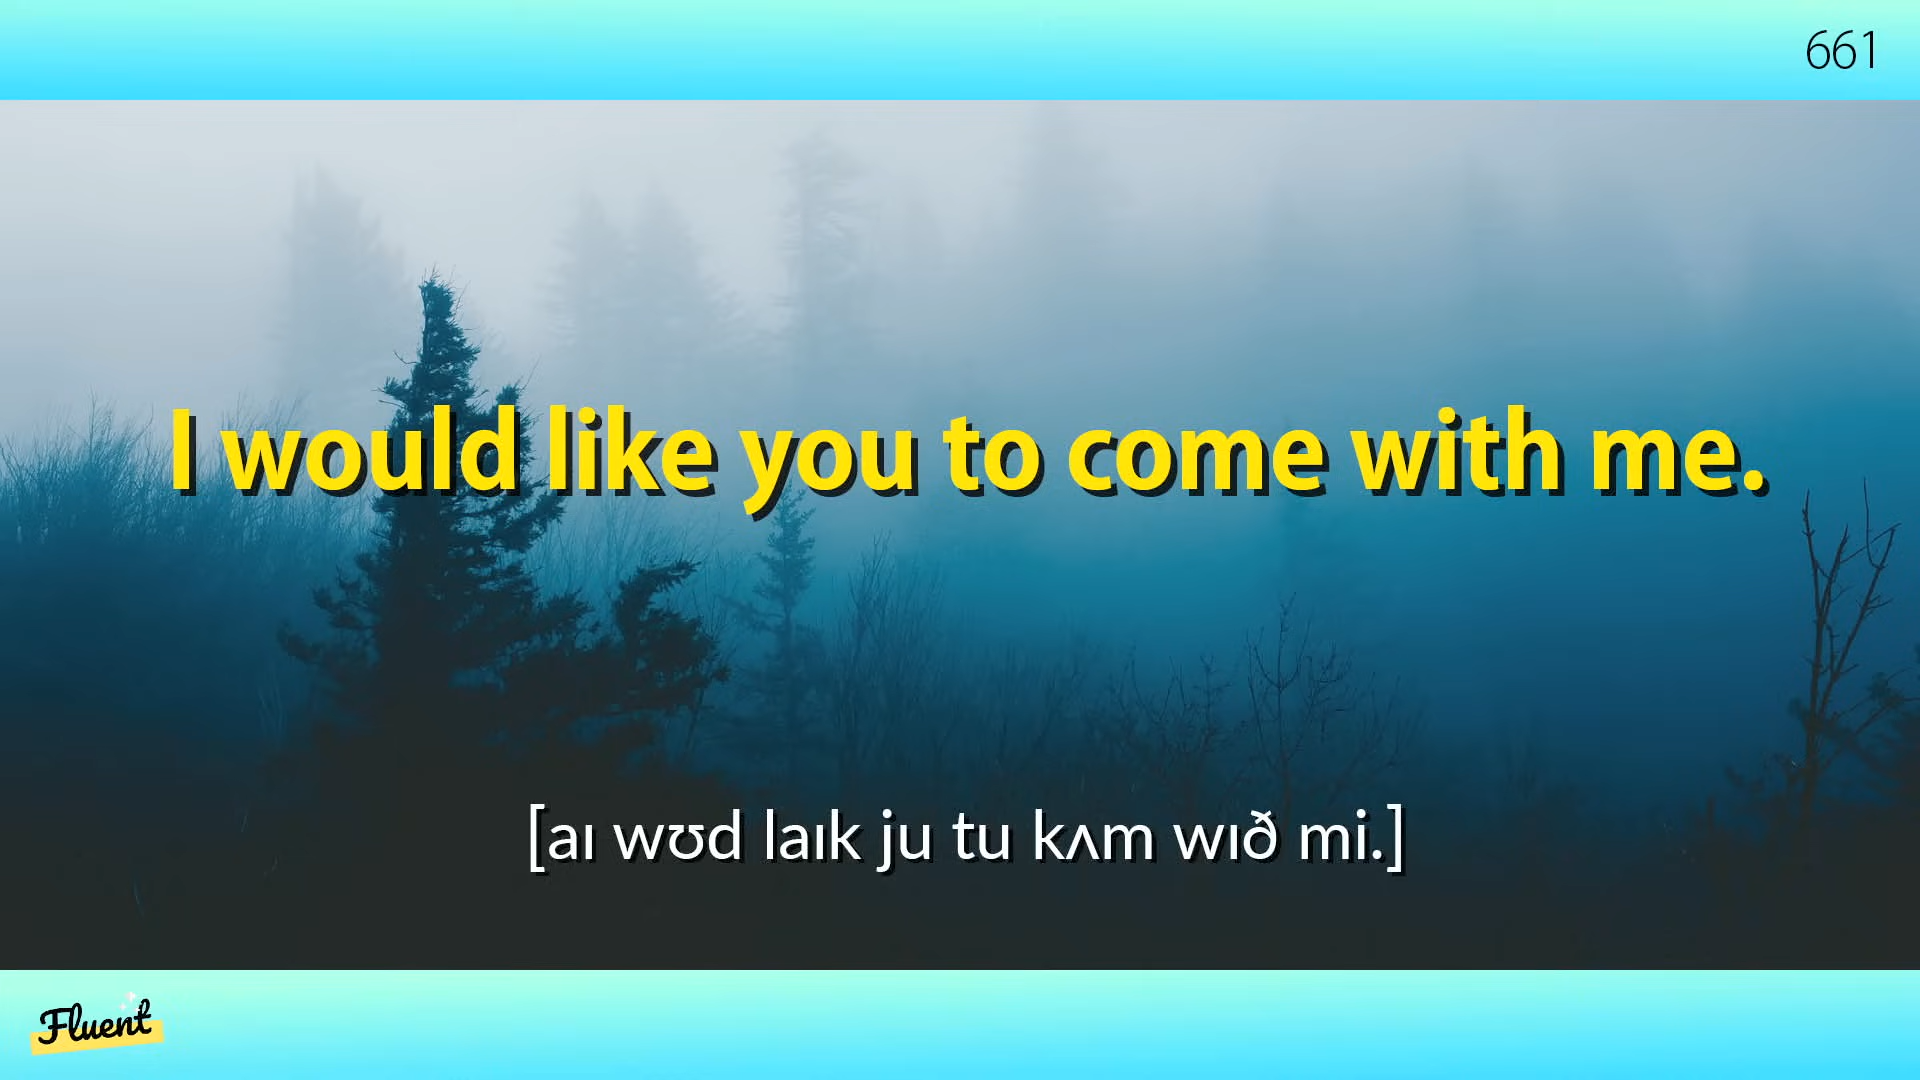 661
I would like you to come with me.
[aɪ wʊd laɪk ju tu kʌm wɪð mi.]
Fluent